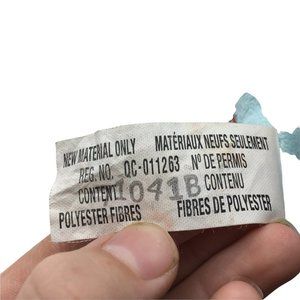 NEW MATERIAL ONLY MATÉRIAUX NEUFS SEULEMENT
REG. NO. QC-011263 Nº DE PERMIS
CONTENT 1041B CONTENU
POLYESTER FIBRES FIBRES DE POLYESTER